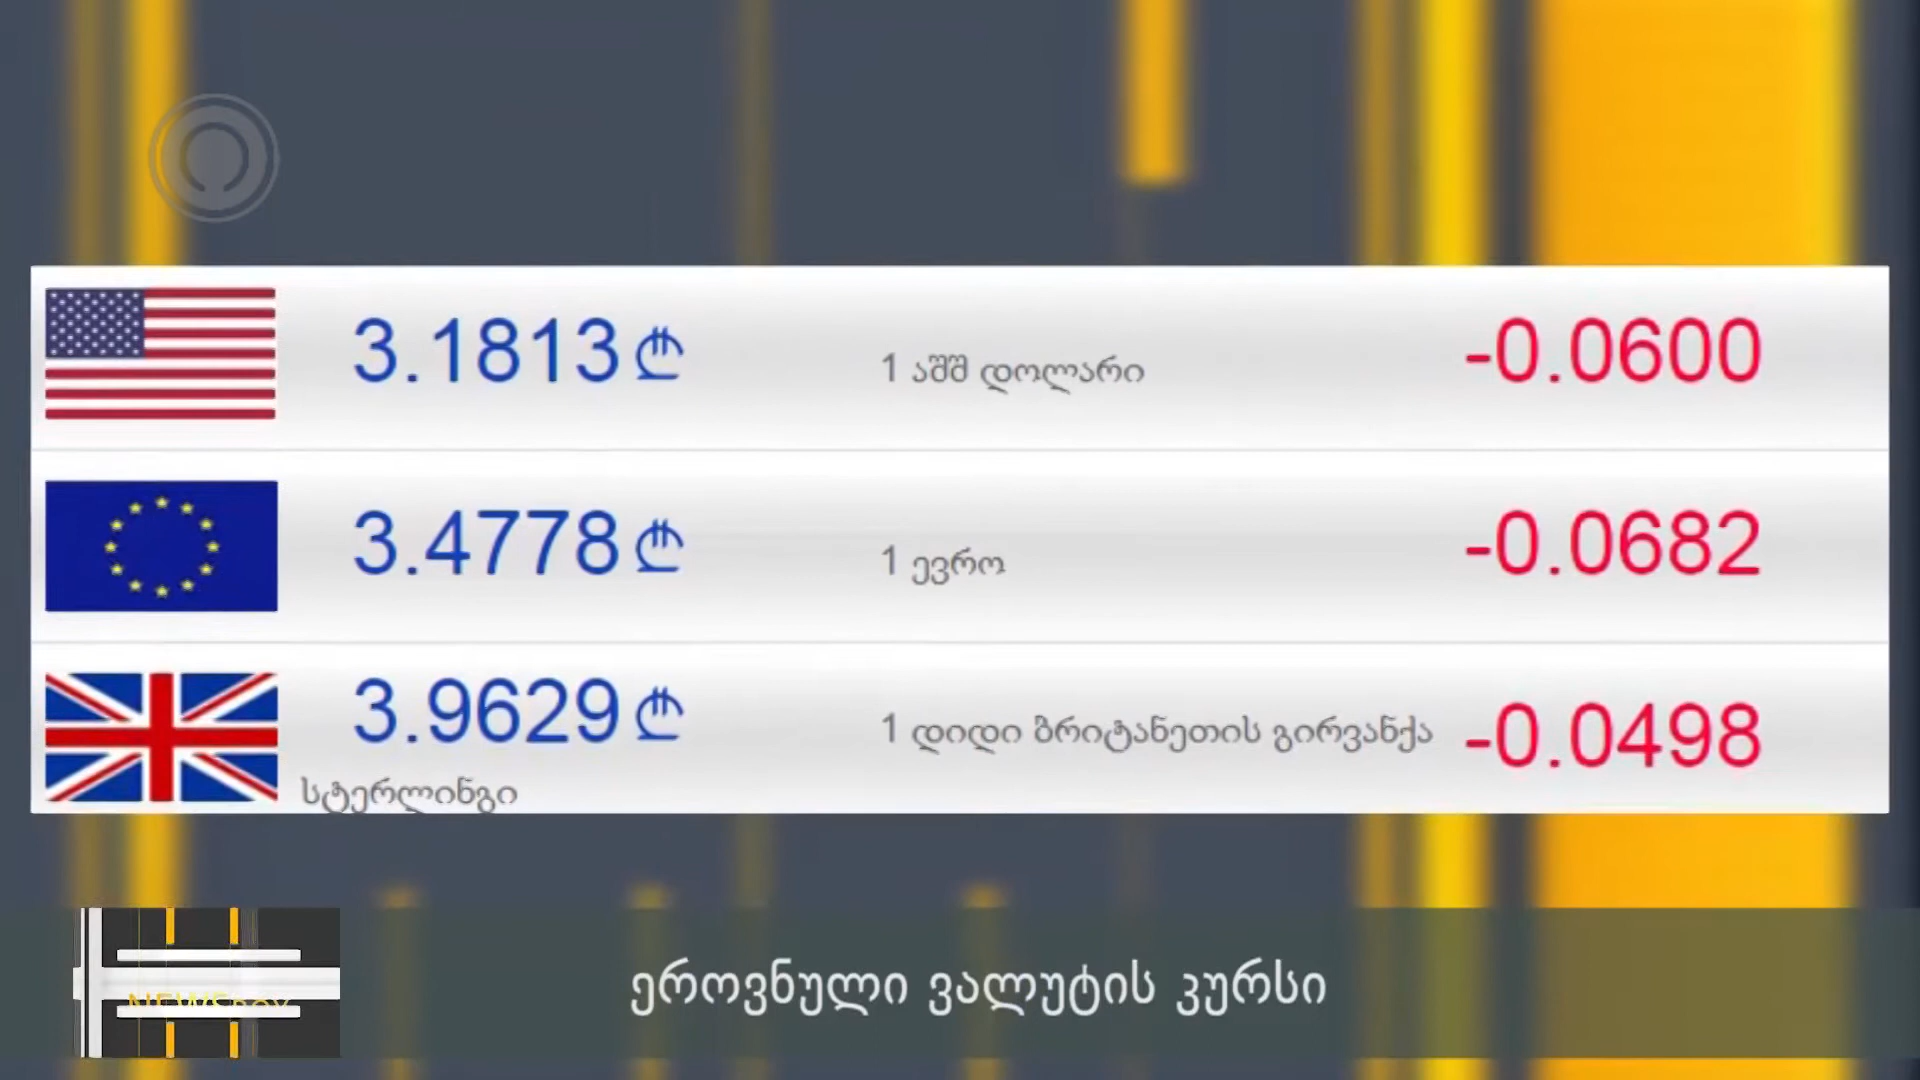 3.1813 ₾ 1 აშშ დოლარი -0.0600
3.4778 ₾ 1 ევრო -0.0682
3.9629 ₾ 1 დიდი ბრიტანეთის გირვანქა -0.0498
სტერლინგი
ეროვნული ვალუტის კურსი